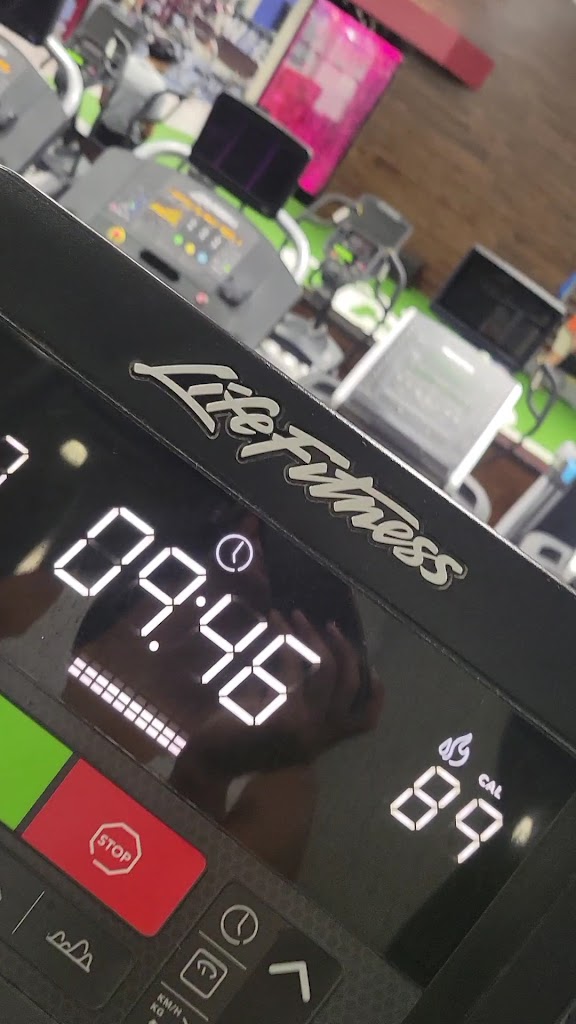 LifeFitness
09:46
CAL
89
STOP
KM/H
KG